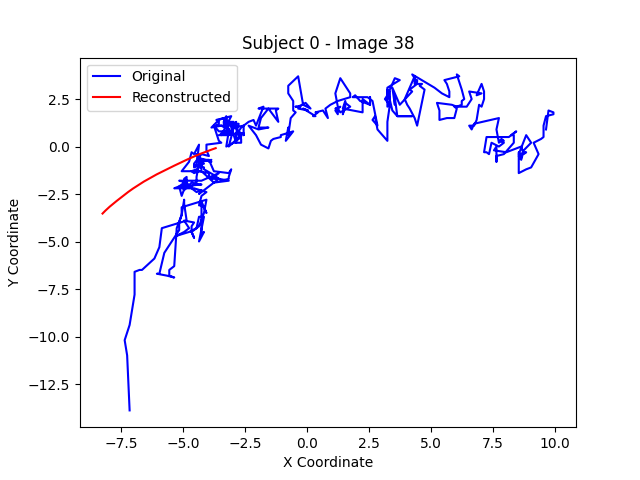 Subject 0 - Image 38
Original
Reconstructed
2.5
0.0
−2.5
−5.0
−7.5
−10.0
−12.5
Y Coordinate
−7.5 −5.0 −2.5 0.0 2.5 5.0 7.5 10.0
X Coordinate